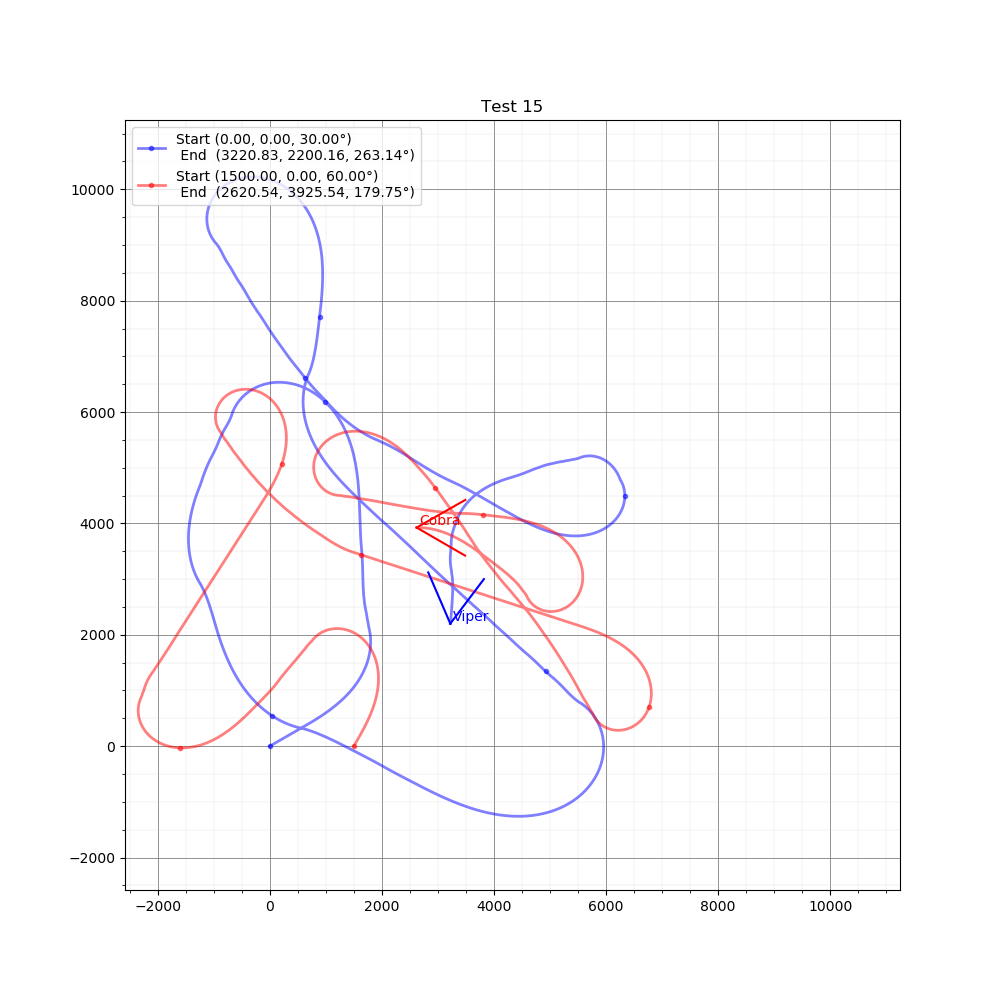 Test 15
Start (0.00, 0.00, 30.00°)
End (3220.83, 2200.16, 263.14°)
Start (1500.00, 0.00, 60.00°)
End (2620.54, 3925.54, 179.75°)
10000
8000
6000
4000
2000
0
−2000
Cobra
Viper
−2000 0 2000 4000 6000 8000 10000